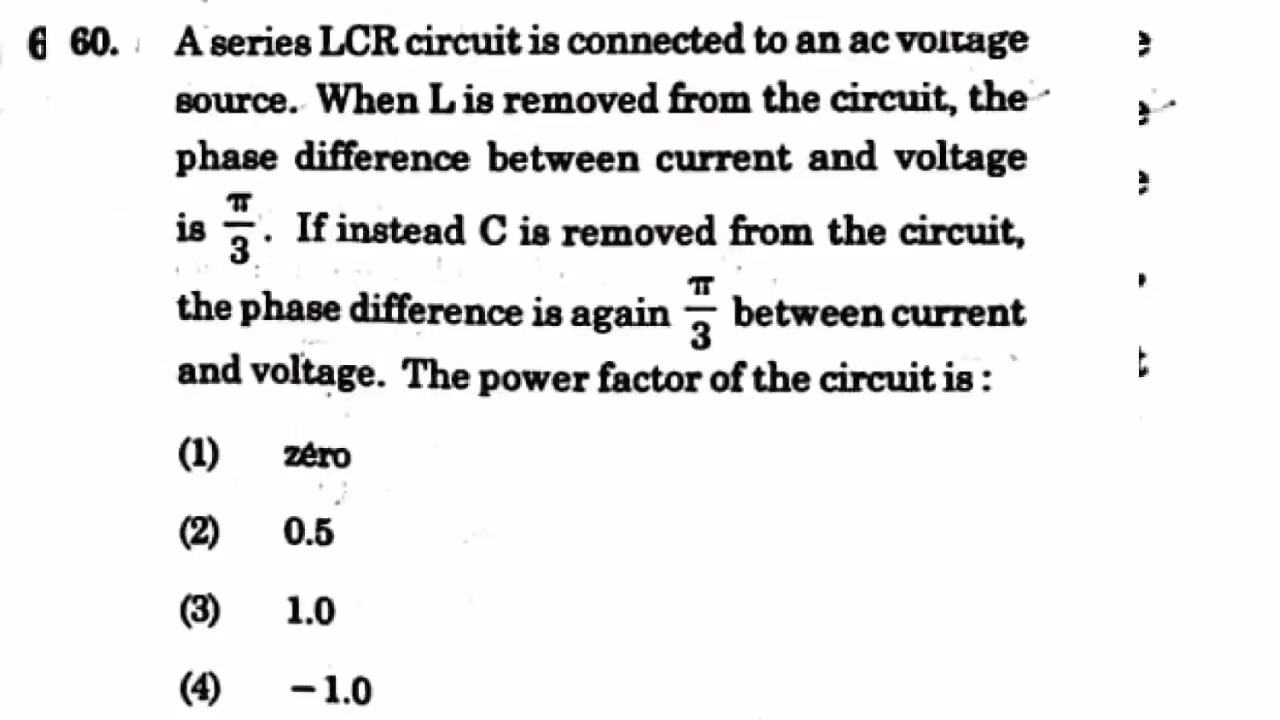 6 60. A series LCR circuit is connected to an ac voltage
source. When L is removed from the circuit, the
phase difference between current and voltage
is π/3. If instead C is removed from the circuit,
the phase difference is again π/3 between current
and voltage. The power factor of the circuit is :
(1) zero
(2) 0.5
(3) 1.0
(4) – 1.0